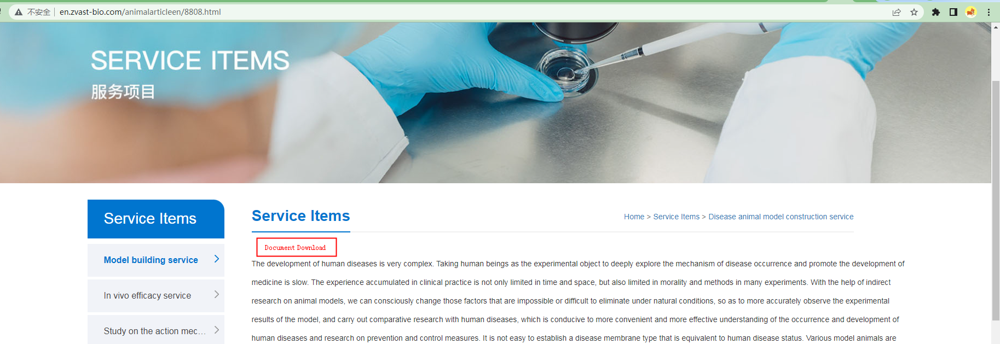 不安全 | en.zvast-bio.com/animalarticleen/8808.html
SERVICE ITEMS
服务项目
Service Items
Model building service
In vivo efficacy service
Study on the action mec...
Service Items
Home > Service Items > Disease animal model construction service
Document Download
The development of human diseases is very complex. Taking human beings as the experimental object to deeply explore the mechanism of disease occurrence and promote the development of
medicine is slow. The experience accumulated in clinical practice is not only limited in time and space, but also limited in morality and methods in many experiments. With the help of indirect
research on animal models, we can consciously change those factors that are impossible or difficult to eliminate under natural conditions, so as to more accurately observe the experimental
results of the model, and carry out comparative research with human diseases, which is conducive to more convenient and more effective understanding of the occurrence and development of
human diseases and research on prevention and control measures. It is not easy to establish a disease membrane type that is equivalent to human disease status. Various model animals are